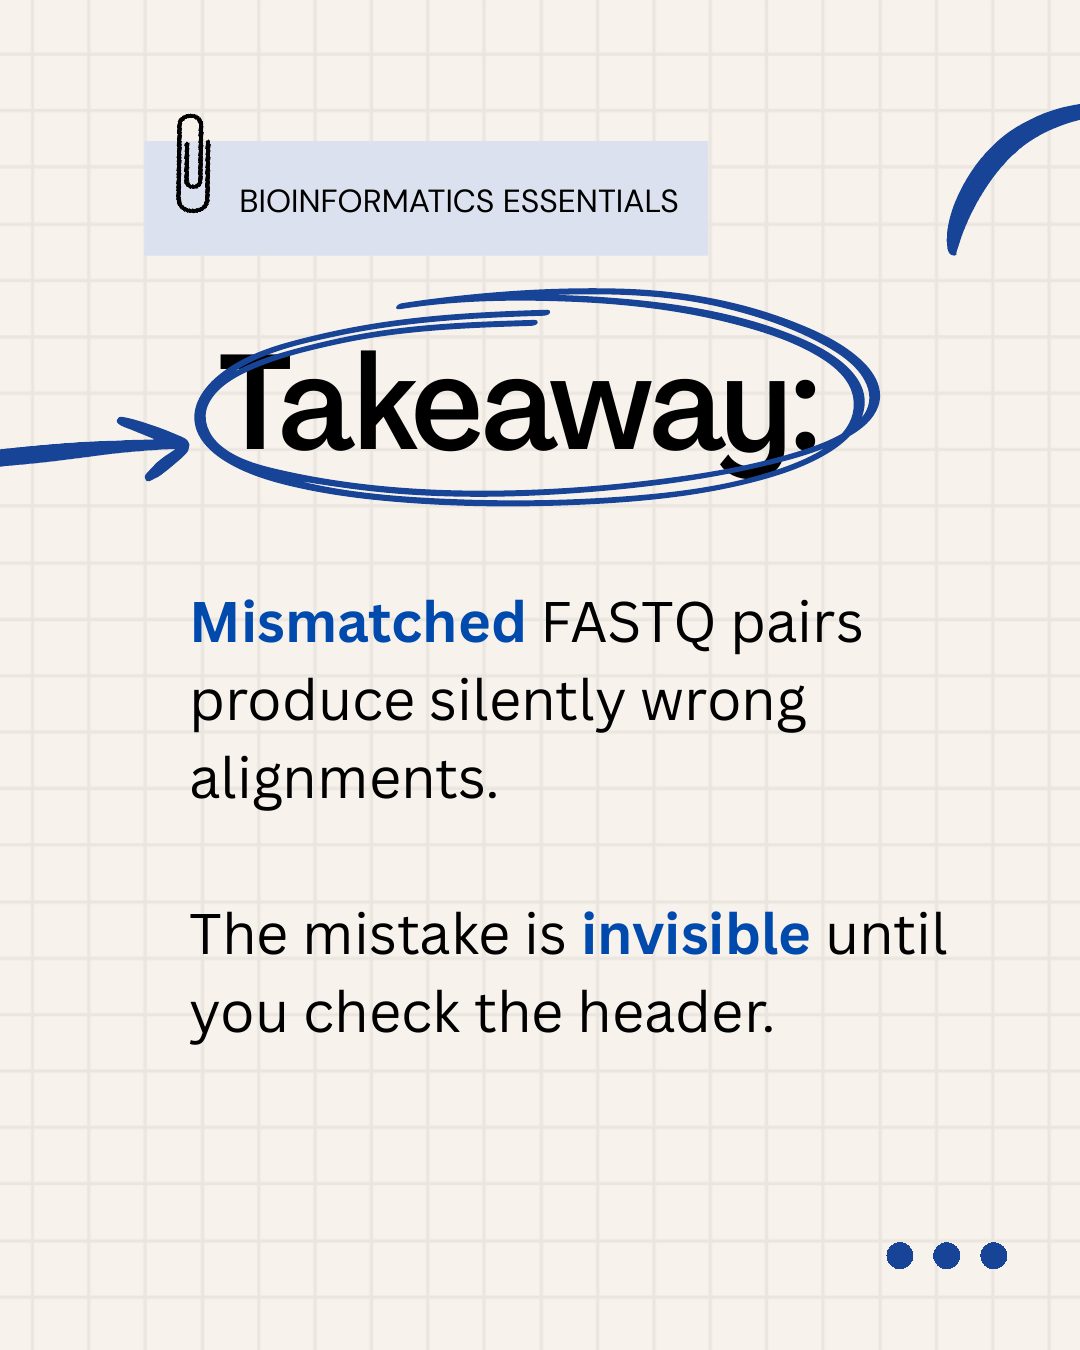 BIOINFORMATICS ESSENTIALS
Takeaway:
Mismatched FASTQ pairs
produce silently wrong
alignments.
The mistake is invisible until
you check the header.